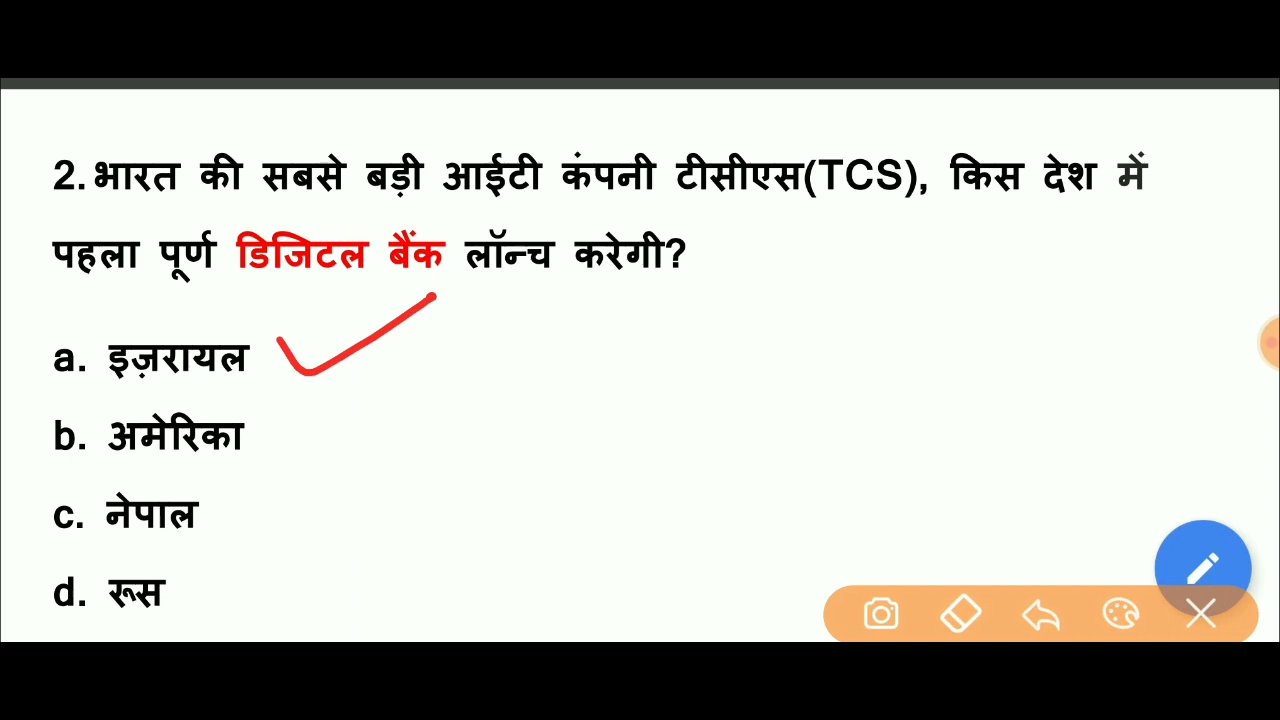 2. भारत की सबसे बड़ी आईटी कंपनी टीसीएस(TCS), किस देश में
पहला पूर्ण डिजिटल बैंक लॉन्च करेगी?
a. इज़रायल
b. अमेरिका
c. नेपाल
d. रूस